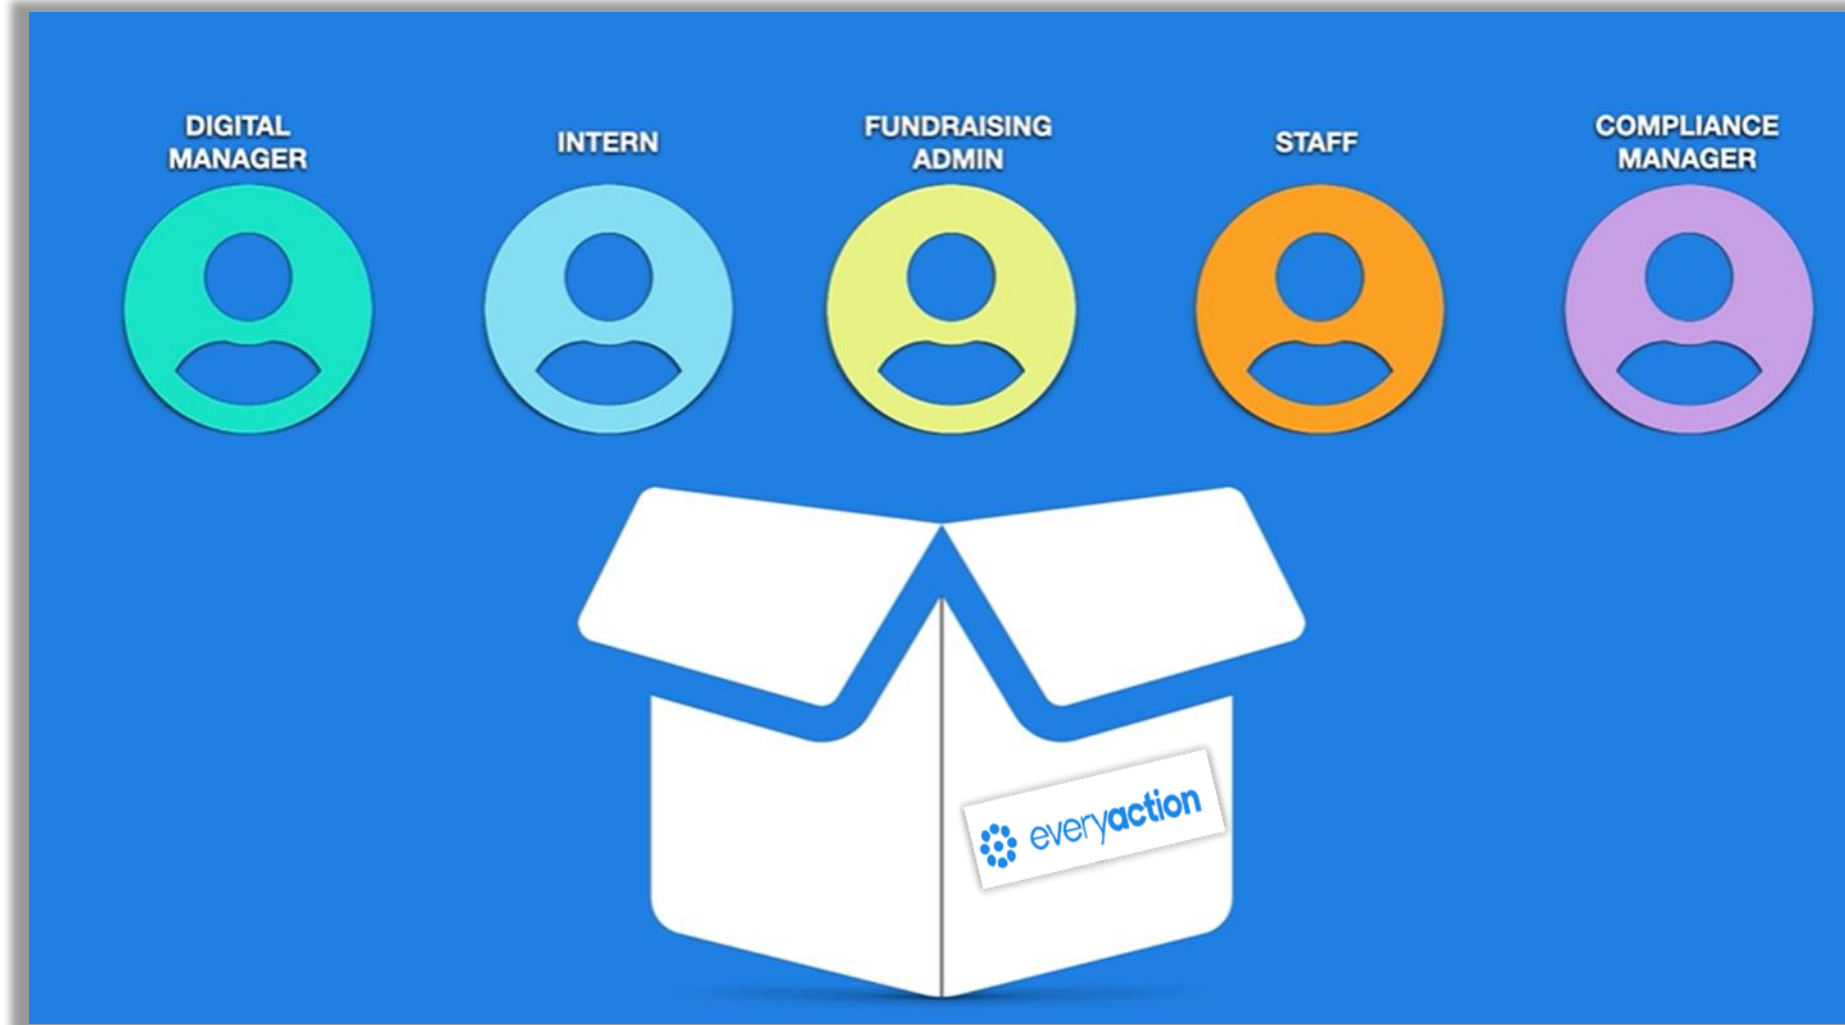 DIGITAL
MANAGER
INTERN
FUNDRAISING
ADMIN
STAFF
COMPLIANCE
MANAGER
everyaction